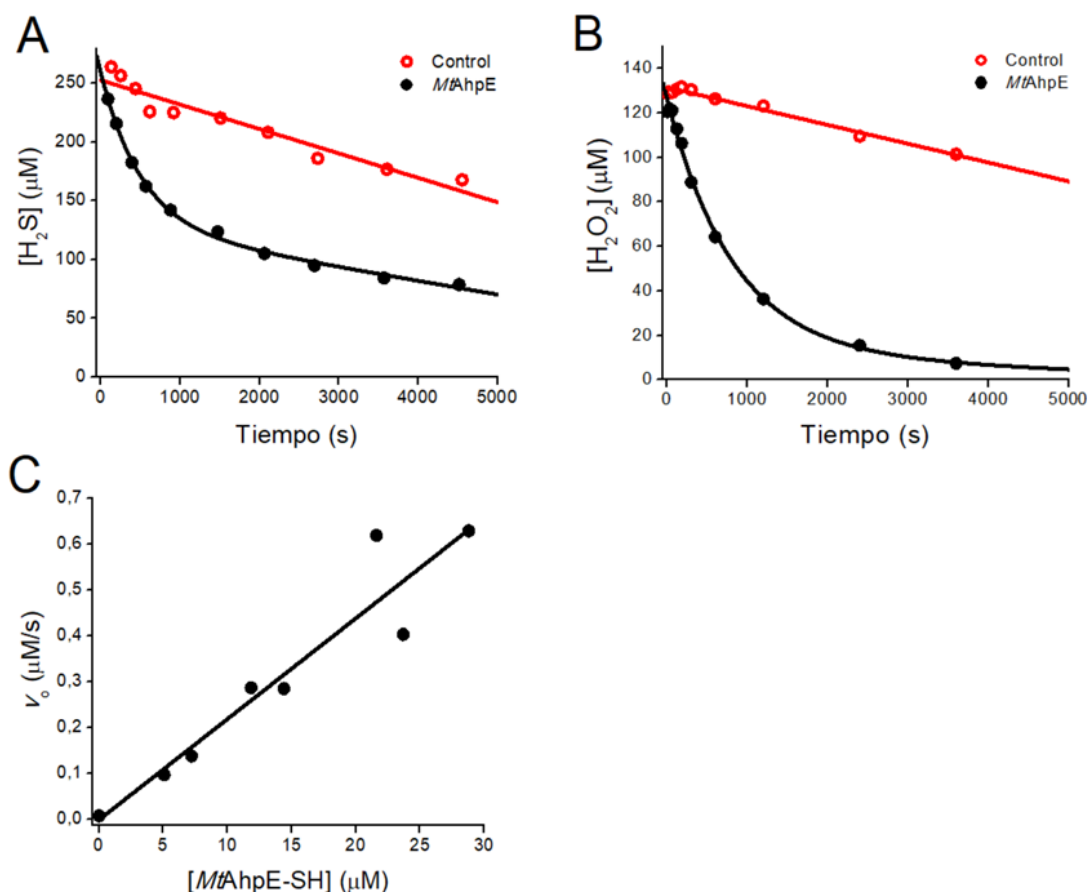 A
Control
MtAhpE
250
200
150
100
50
0
[H₂S] (μM)
0 1000 2000 3000 4000 5000
Tiempo (s)
B
Control
MtAhpE
140
120
100
80
60
40
20
0
[H₂O₂] (μM)
0 1000 2000 3000 4000 5000
Tiempo (s)
C
0,7
0,6
0,5
0,4
0,3
0,2
0,1
0,0
v₀ (μM/s)
0 5 10 15 20 25 30
[MtAhpE-SH] (μM)